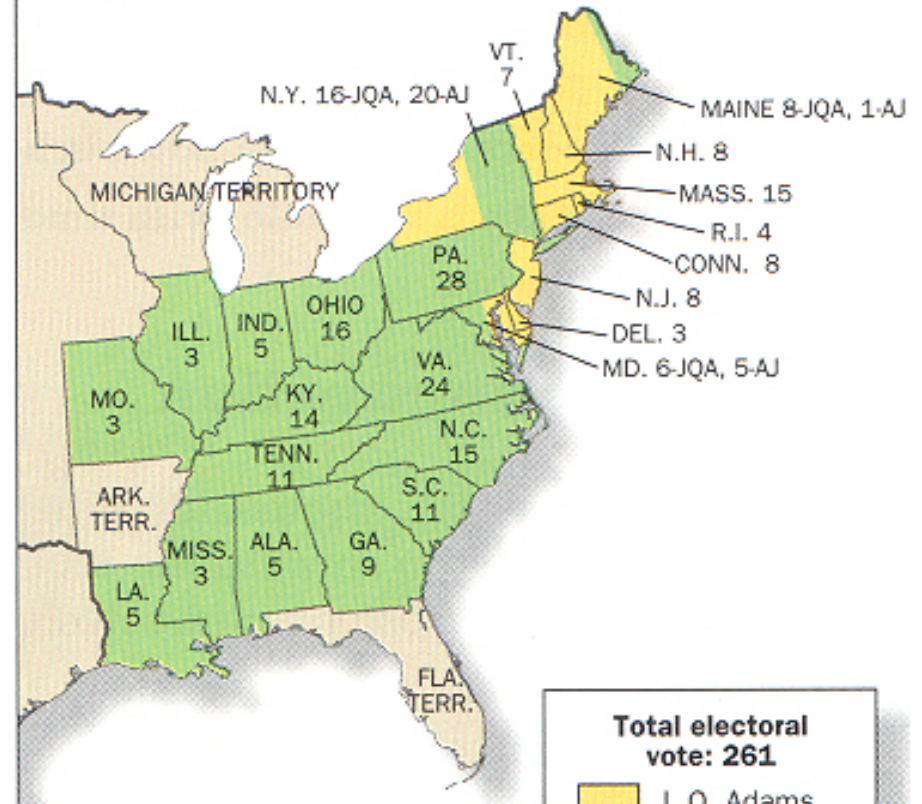 VT.
7
N.Y. 16-JQA, 20-AJ
MAINE 8-JQA, 1-AJ
N.H. 8
MASS. 15
R.I. 4
CONN. 8
N.J. 8
DEL. 3
MD. 6-JQA, 5-AJ
MICHIGAN TERRITORY
PA.
28
OHIO
16
IND.
5
ILL.
3
VA.
24
KY.
14
MO.
3
N.C.
15
TENN.
11
S.C.
11
ARK.
TERR.
MISS.
3
ALA.
5
GA.
9
LA.
5
FLA.
TERR.
Total electoral
vote: 261
J. Q. Adams